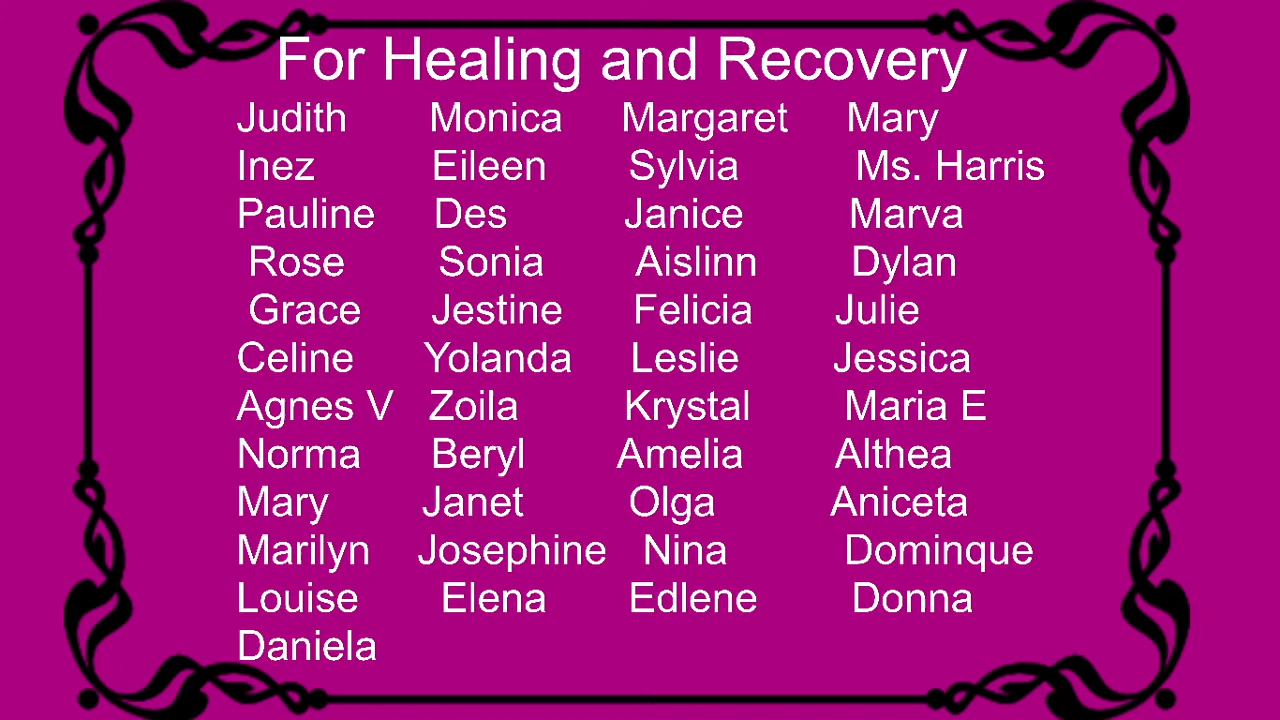 For Healing and Recovery
Judith Monica Margaret Mary
Inez Eileen Sylvia Ms. Harris
Pauline Des Janice Marva
Rose Sonia Aislinn Dylan
Grace Jestine Felicia Julie
Celine Yolanda Leslie Jessica
Agnes V Zoila Krystal Maria E
Norma Beryl Amelia Althea
Mary Janet Olga Aniceta
Marilyn Josephine Nina Dominque
Louise Elena Edlene Donna
Daniela